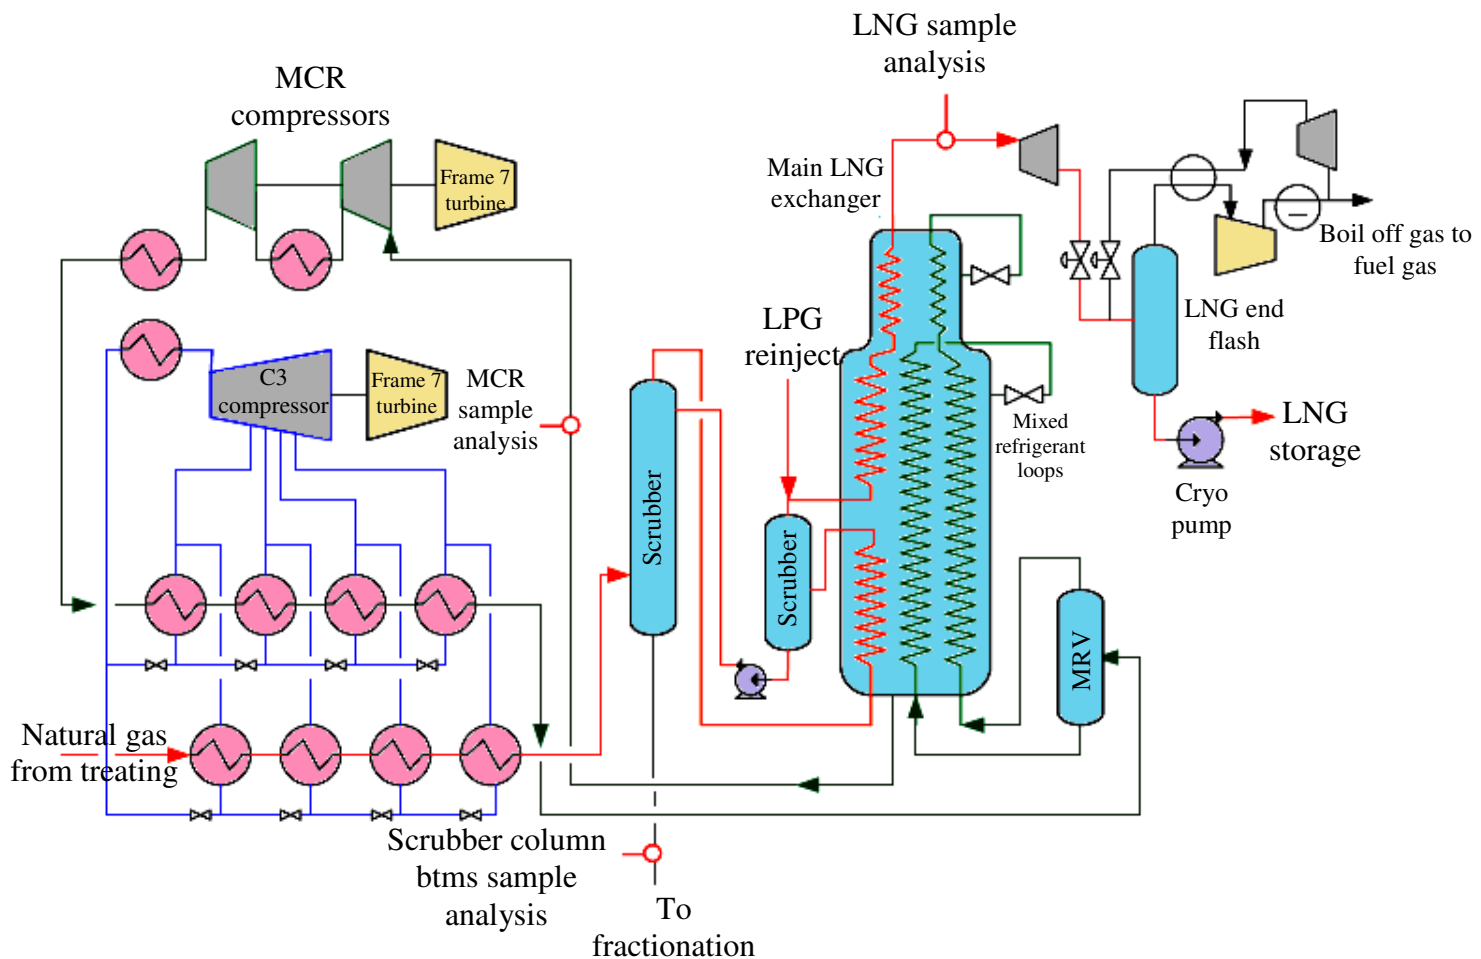 LNG sample
analysis
MCR
compressors
Frame 7
turbine
Main LNG
exchanger
Boil off gas to
fuel gas
LNG end
flash
LPG
reinject
C3
compressor
Frame 7
turbine
MCR
sample
analysis
Mixed
refrigerant
loops
LNG
storage
Cryo
pump
Scrubber
Scrubber
MRV
Natural gas
from treating
Scrubber column
btms sample
analysis
To
fractionation